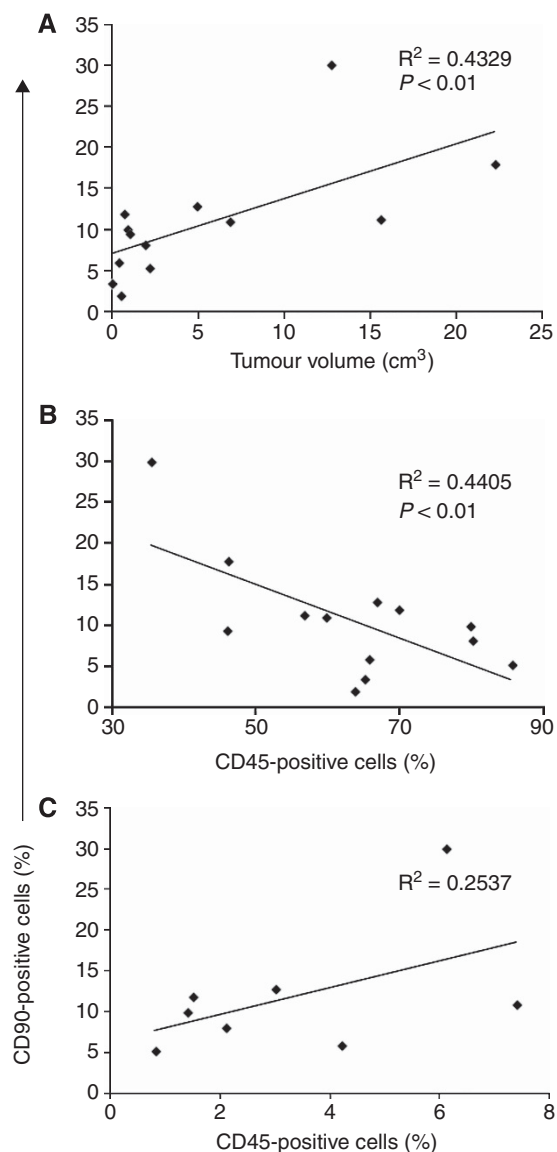 A
35
30
25
20
15
10
5
0
R² = 0.4329
P < 0.01
0 5 10 15 20 25
Tumour volume (cm³)
B
35
30
25
20
15
10
5
0
R² = 0.4405
P < 0.01
30 50 70 90
CD45-positive cells (%)
C
35
30
25
20
15
10
5
0
R² = 0.2537
0 2 4 6 8
CD45-positive cells (%)
CD90-positive cells (%)